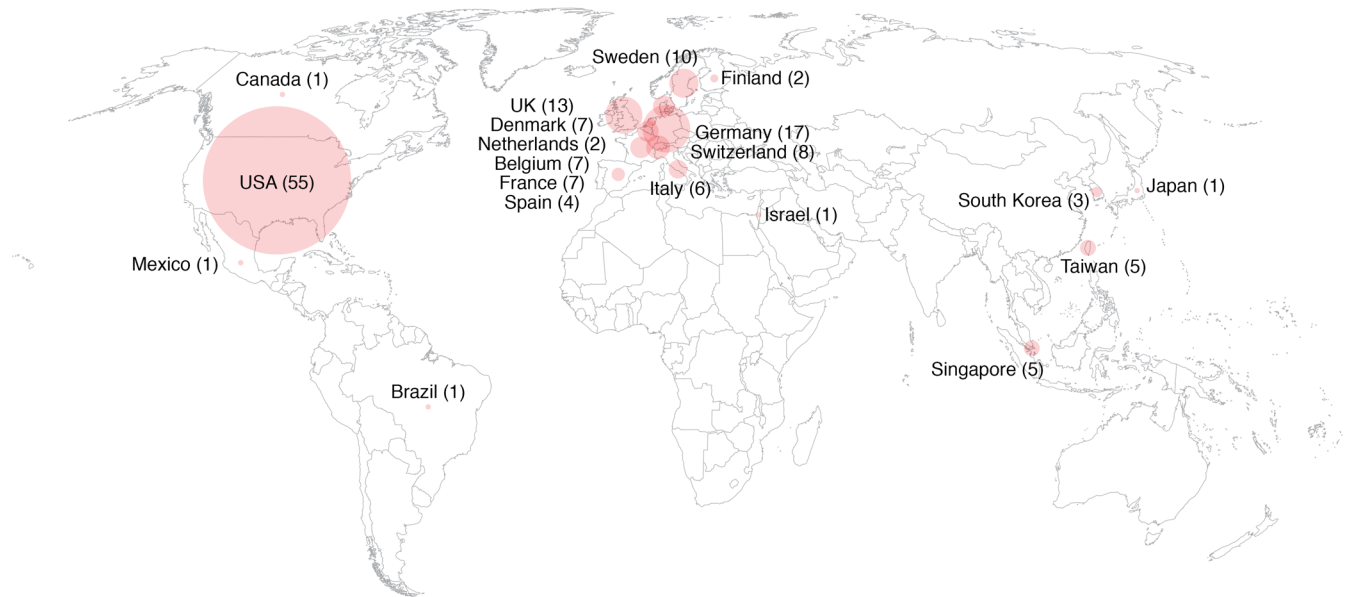 Sweden (10)
Canada (1)
Finland (2)
UK (13)
Denmark (7)
Germany (17)
Netherlands (2)
Switzerland (8)
Belgium (7)
USA (55)
France (7)
Italy (6)
Spain (4)
South Korea (3)
Japan (1)
Israel (1)
Mexico (1)
Taiwan (5)
Singapore (5)
Brazil (1)